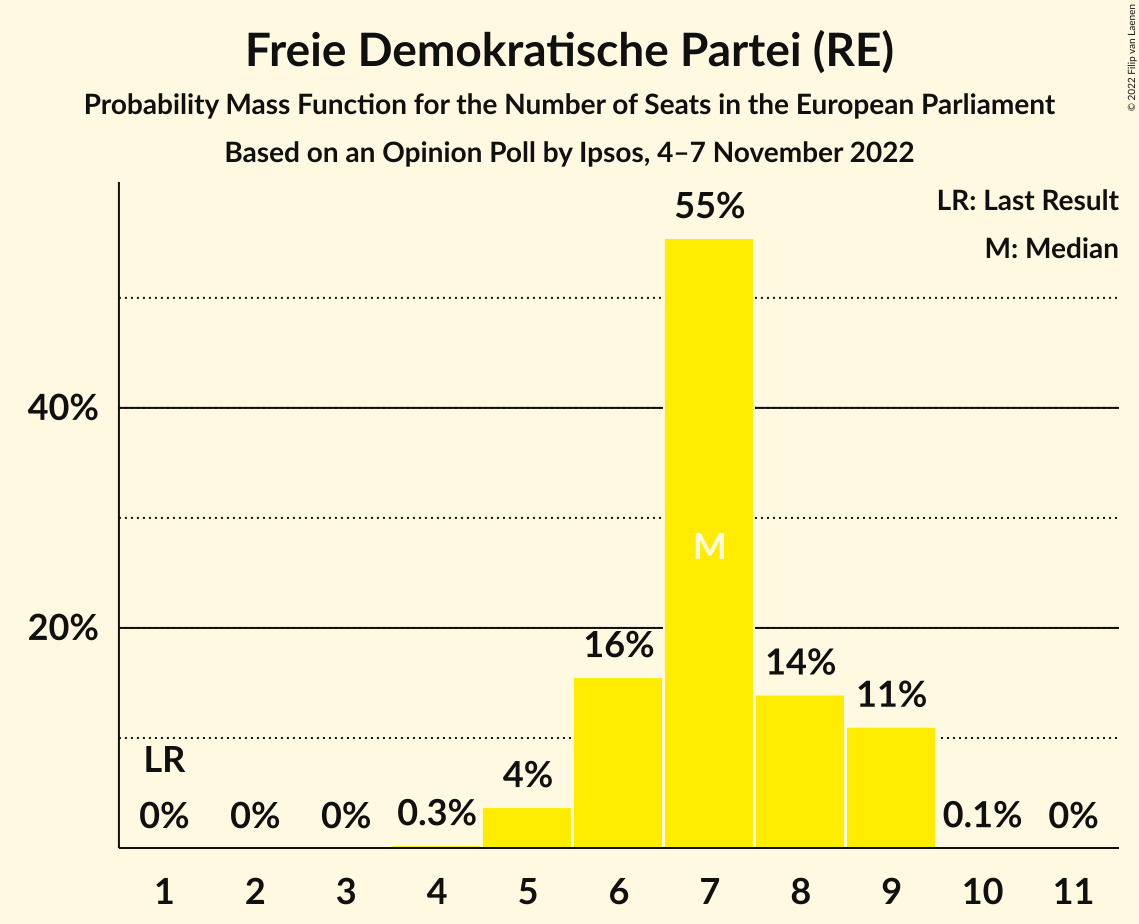 Freie Demokratische Partei (RE)
Probability Mass Function for the Number of Seats in the European Parliament
Based on an Opinion Poll by Ipsos, 4–7 November 2022
© 2022 Filip van Laenen
LR: Last Result
M: Median
55%
40%
M
20%
16%
14%
11%
LR
4%
0% 0% 0% 0.3% 0.1% 0%
1 2 3 4 5 6 7 8 9 10 11